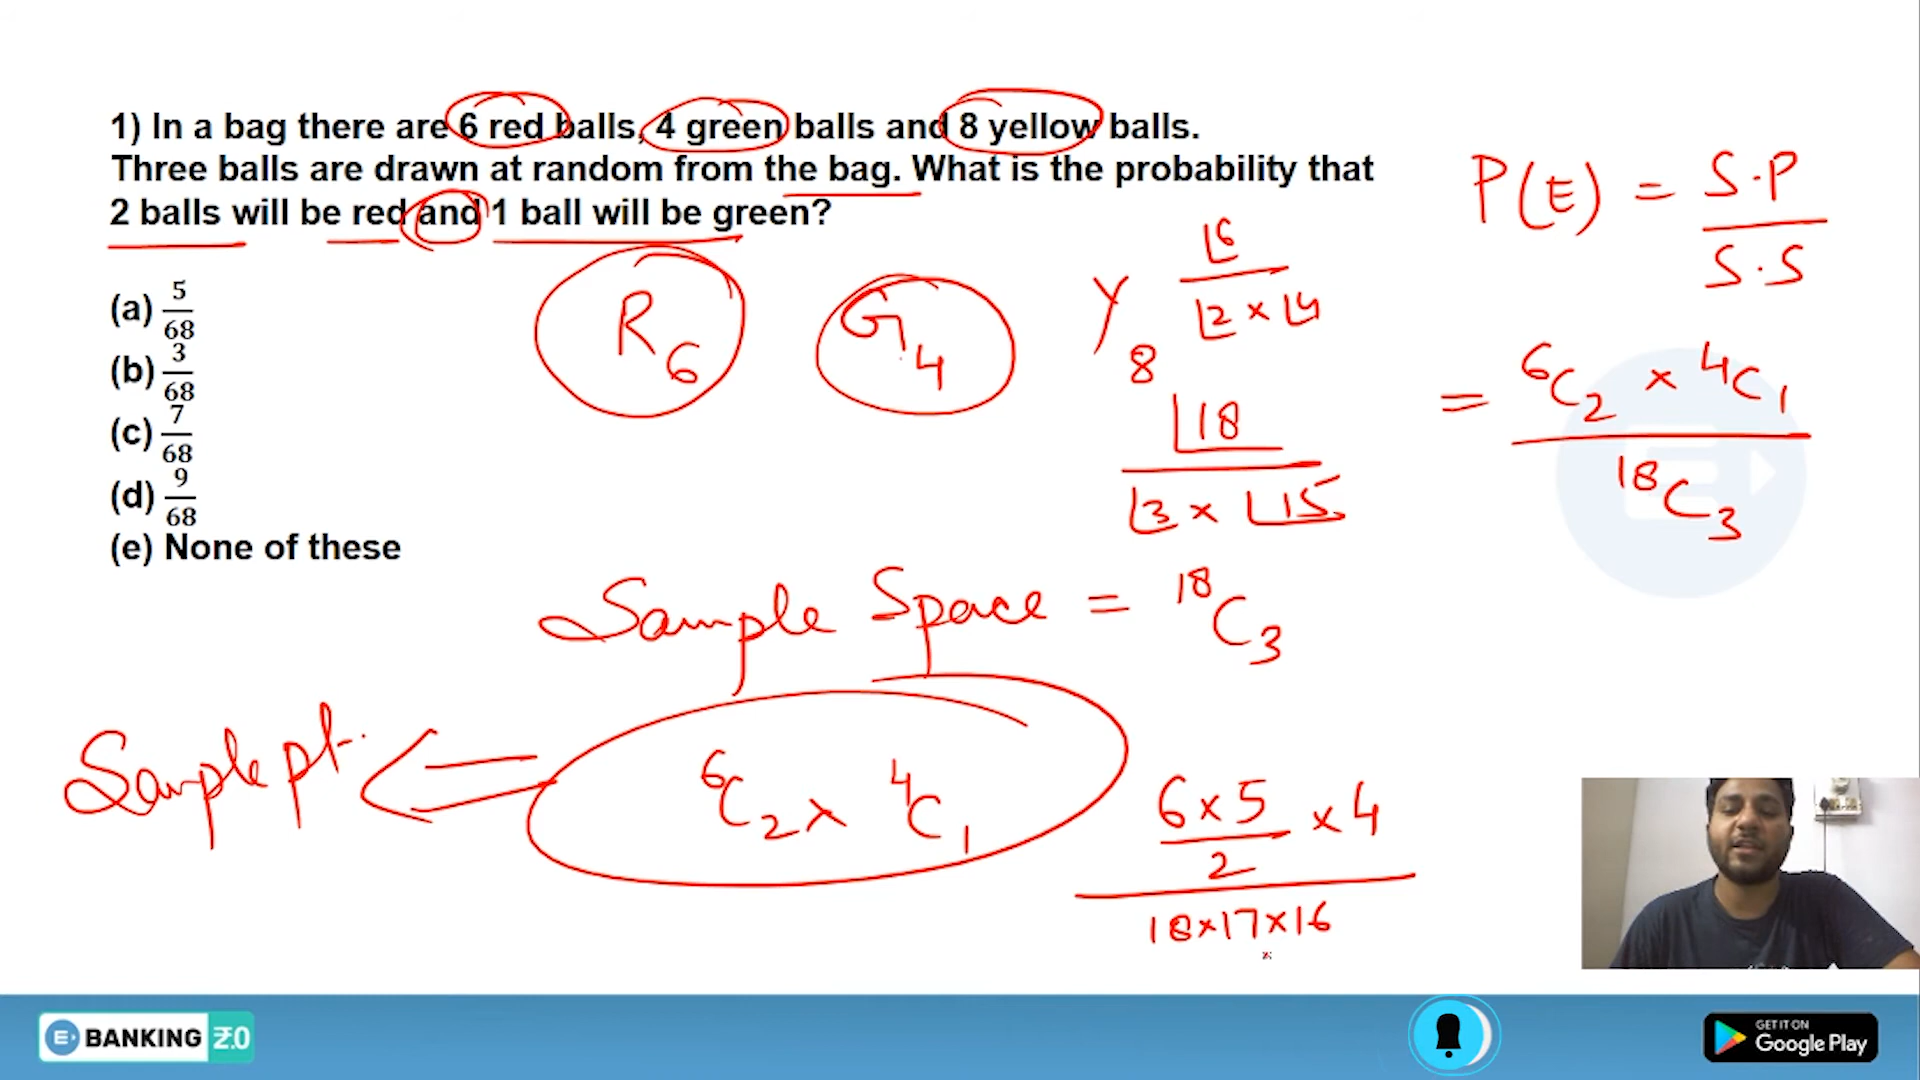 1) In a bag there are 6 red balls, 4 green balls and 8 yellow balls.
Three balls are drawn at random from the bag. What is the probability that
2 balls will be red and 1 ball will be green?
(a) 5/68
(b) 3/68
(c) 7/68
(d) 9/68
(e) None of these
R6
G4
Y8
⌊6
⌊2 × ⌊4
⌊18
⌊3 × ⌊15
P(E) = S.P
S.S
= ⁶C₂ × ⁴C₁
¹⁸C₃
Sample Space = ¹⁸C₃
Sample pt.
⁶C₂ × ⁴C₁
6 × 5 × 4
2
18×17×16
E BANKING ₹2.0
GET IT ON
Google Play